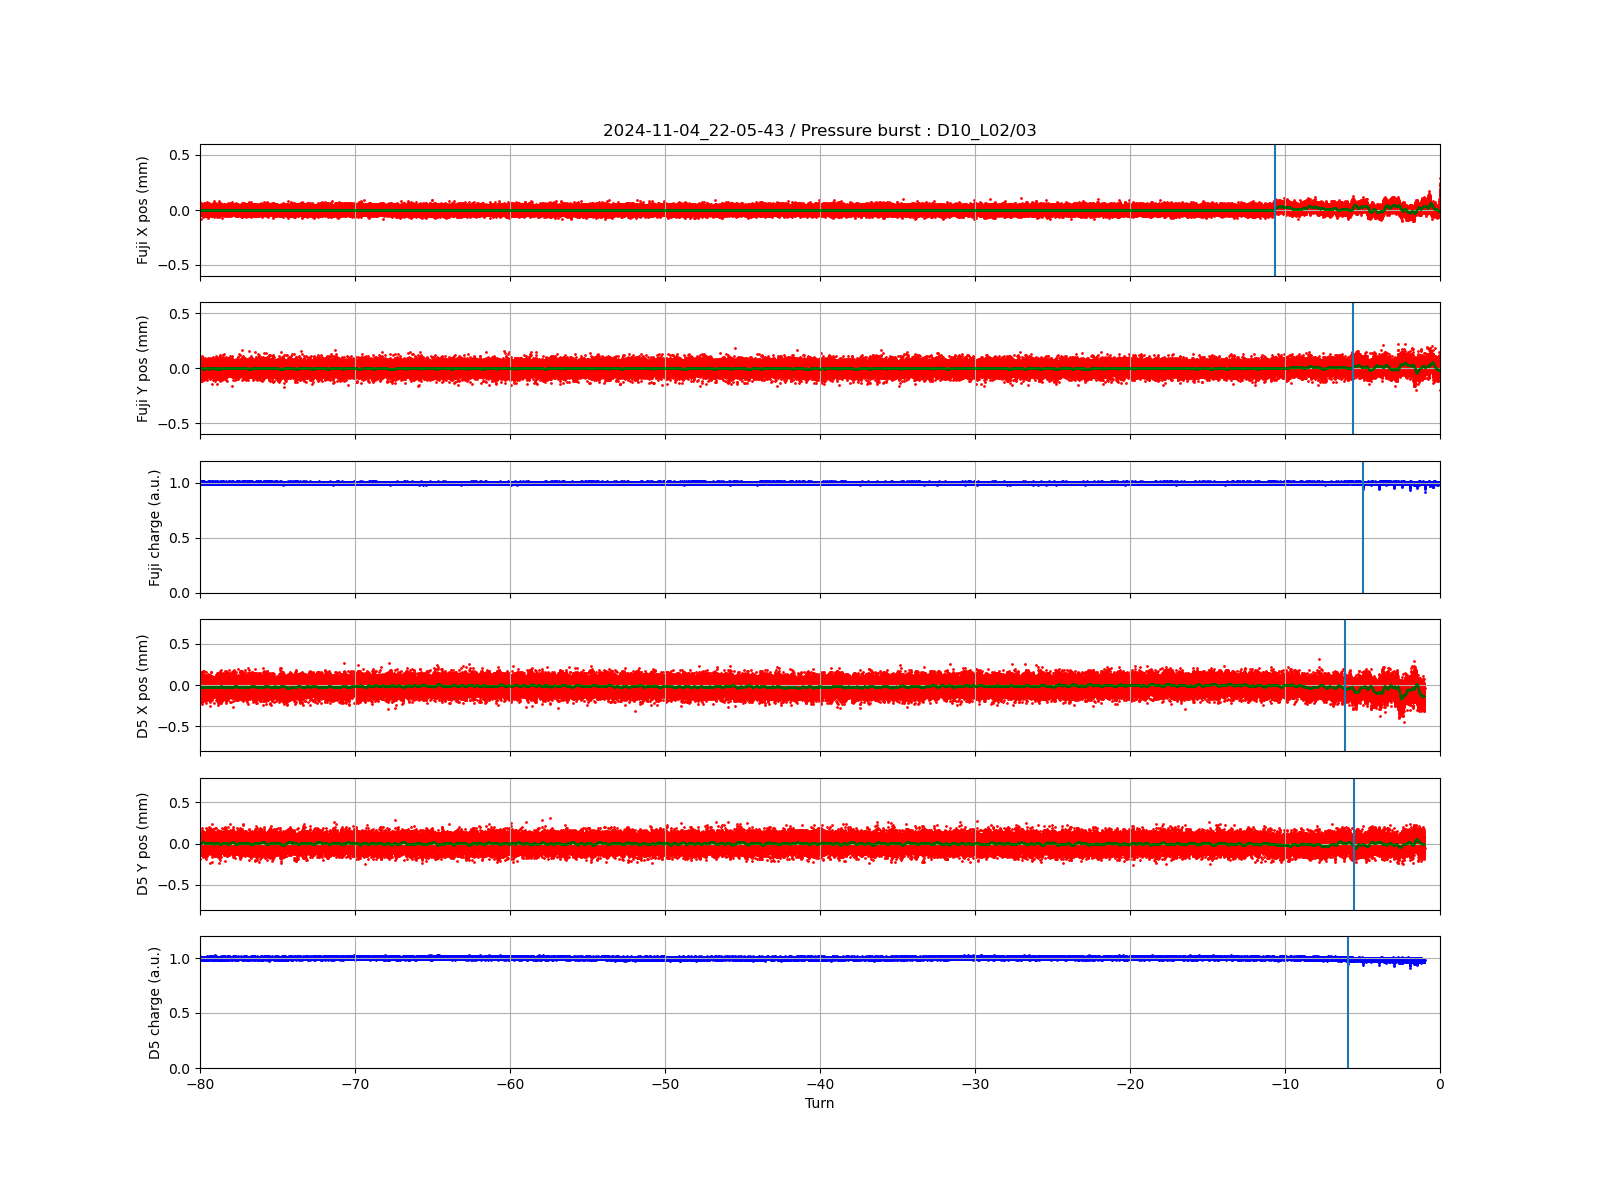 2024-11-04_22-05-43 / Pressure burst : D10_L02/03
Fuji X pos (mm)
0.5
0.0
−0.5
Fuji Y pos (mm)
0.5
0.0
−0.5
Fuji charge (a.u.)
1.0
0.5
0.0
D5 X pos (mm)
0.5
0.0
−0.5
D5 Y pos (mm)
0.5
0.0
−0.5
D5 charge (a.u.)
1.0
0.5
0.0
−80 −70 −60 −50 −40 −30 −20 −10 0
Turn